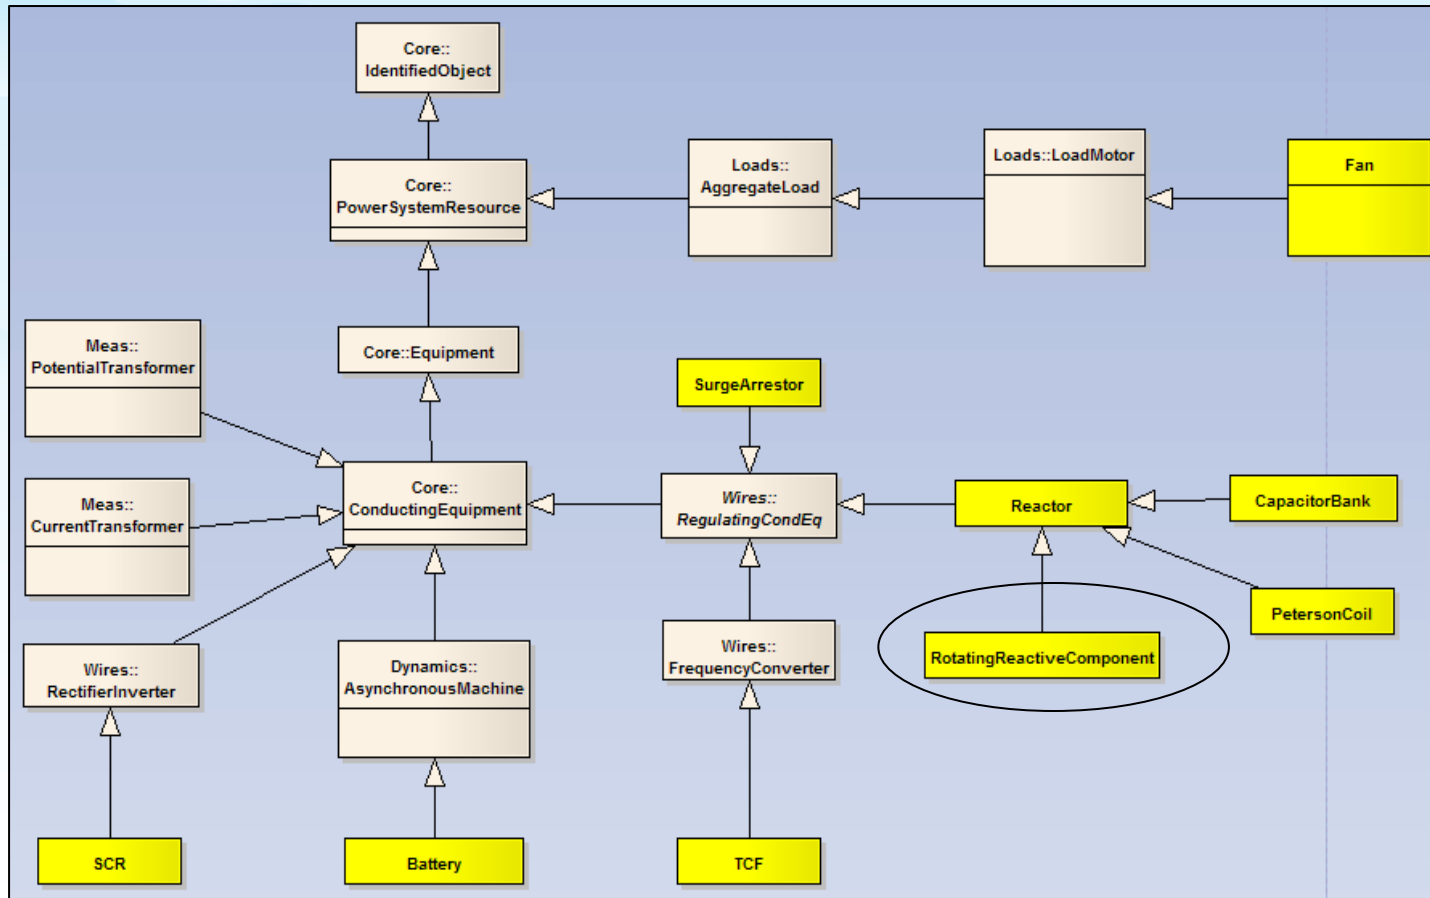 Core::
IdentifiedObject
Core::
PowerSystemResource
Loads::
AggregateLoad
Loads::LoadMotor
Fan
Meas::
PotentialTransformer
Core::Equipment
SurgeArrestor
Meas::
CurrentTransformer
Core::
ConductingEquipment
Wires::
RegulatingCondEq
Reactor
CapacitorBank
PetersonCoil
Wires::
RectifierInverter
Dynamics::
AsynchronousMachine
Wires::
FrequencyConverter
RotatingReactiveComponent
SCR
Battery
TCF